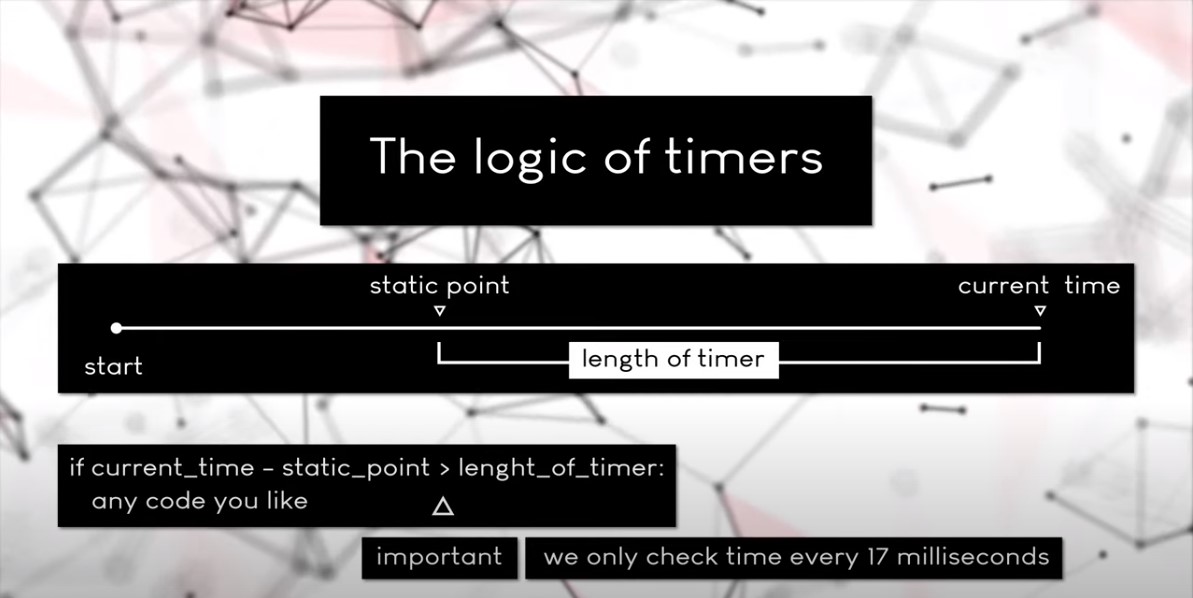 The logic of timers
static point
current time
start
length of timer
if current_time - static_point > lenght_of_timer:
any code you like
important
we only check time every 17 milliseconds